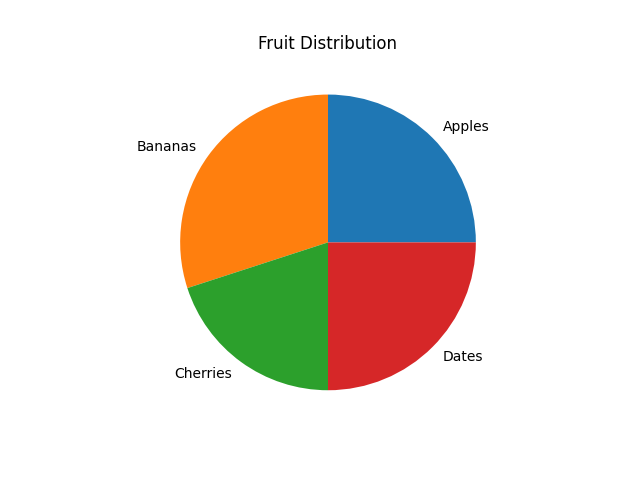 Fruit Distribution
Apples
Bananas
Cherries
Dates